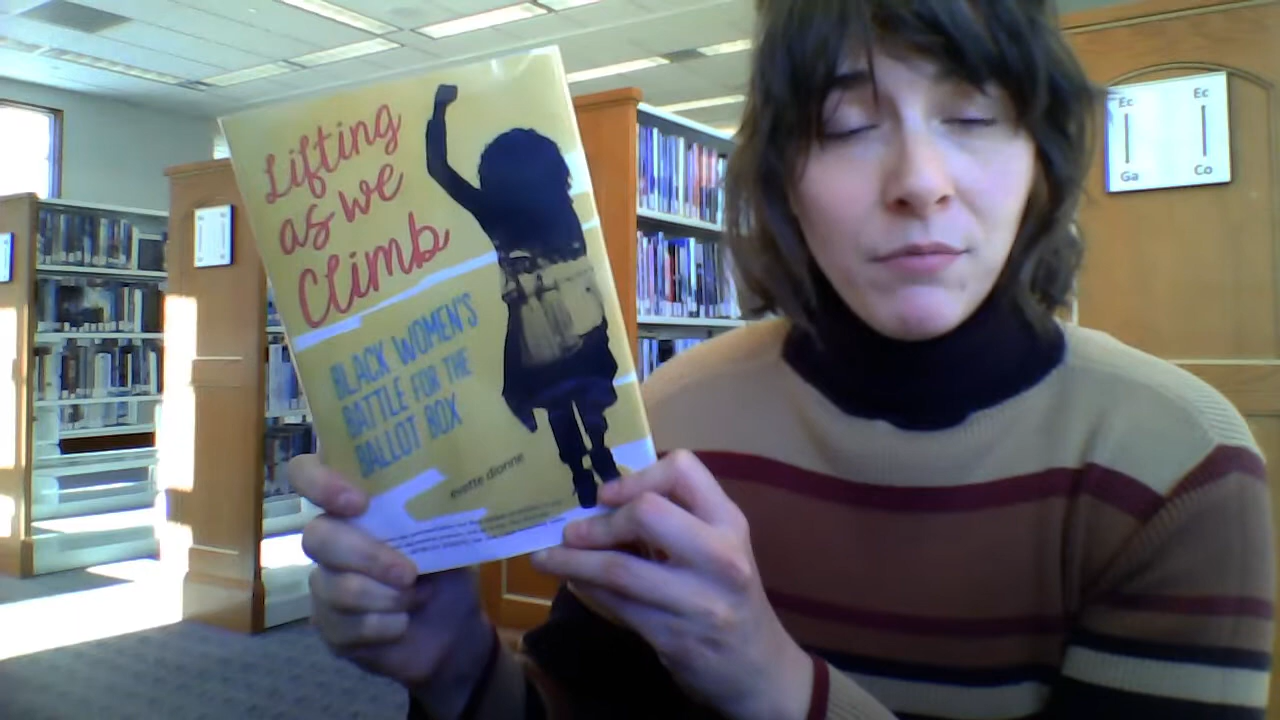 Lifting
as we
Climb
BLACK WOMEN'S
BATTLE FOR THE
BALLOT BOX
evette dionne
Ec Ec
Ga Co